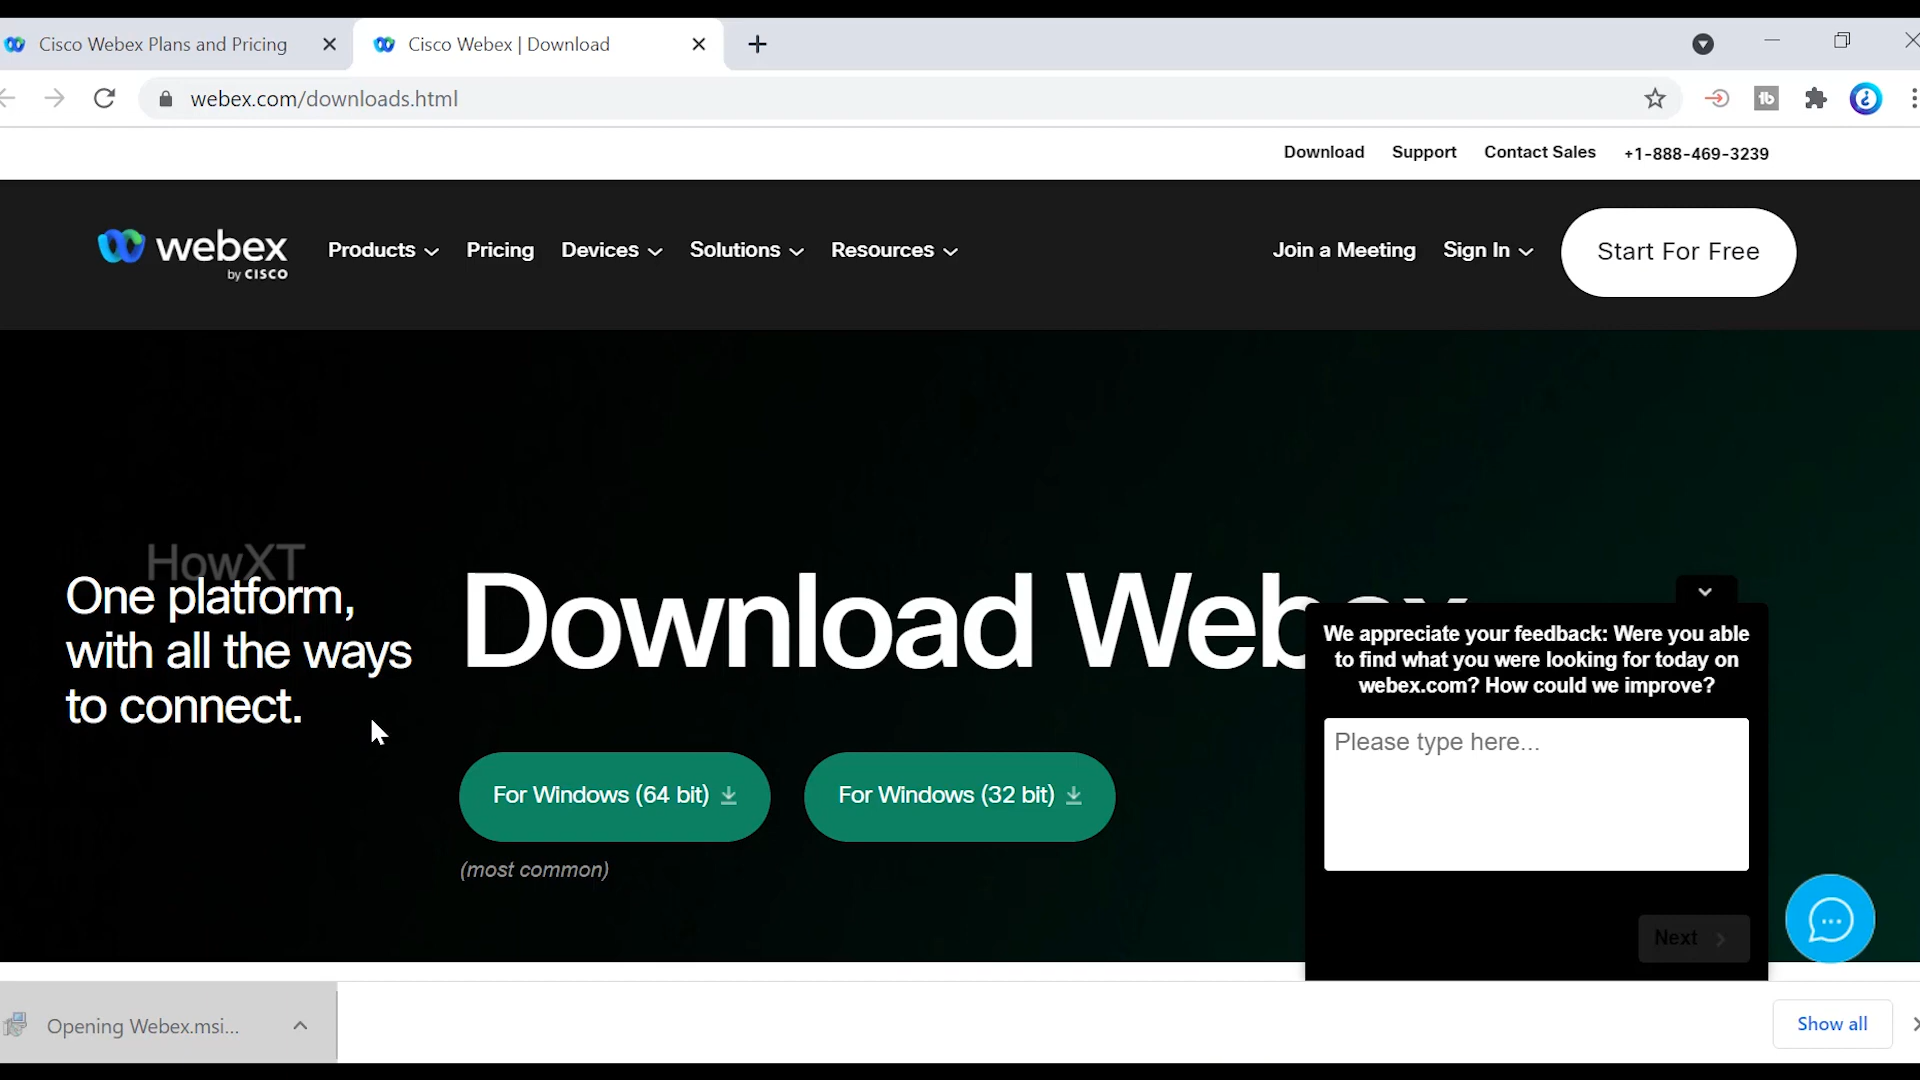 Cisco Webex Plans and Pricing
Cisco Webex | Download
webex.com/downloads.html
Download Support Contact Sales +1-888-469-3239
webex
by CISCO
Products Pricing Devices Solutions Resources
Join a Meeting Sign In Start For Free
HowXT
One platform,
with all the ways
to connect.
Download Web
For Windows (64 bit)
For Windows (32 bit)
(most common)
We appreciate your feedback: Were you able
to find what you were looking for today on
webex.com? How could we improve?
Please type here...
Next
Opening Webex.msi...
Show all